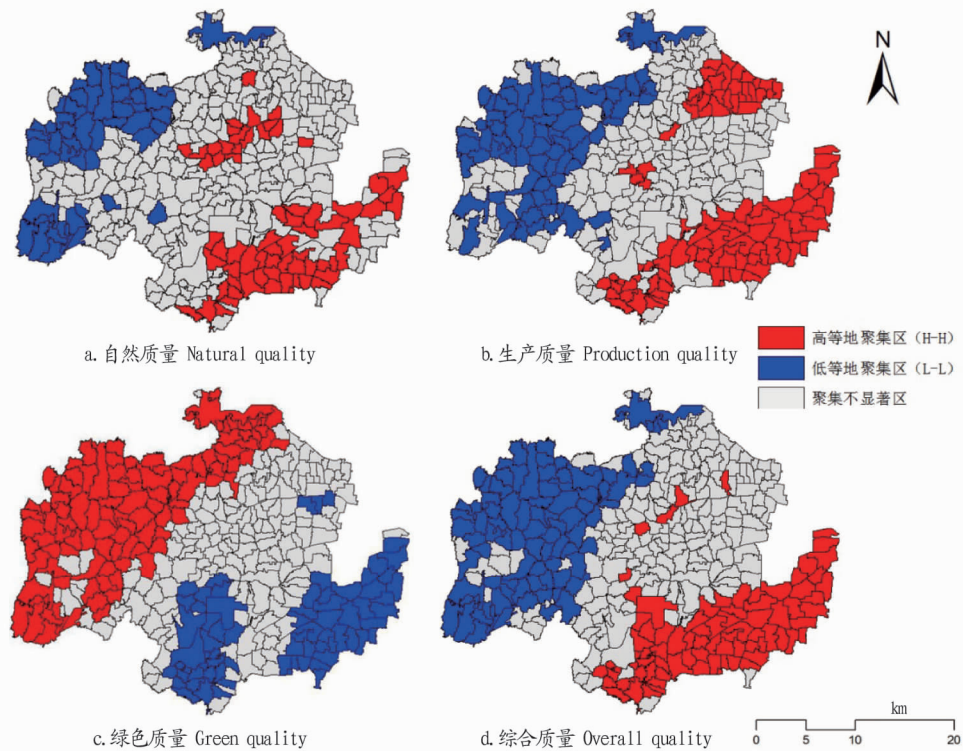 N
a.自然质量 Natural quality
b.生产质量 Production quality
高等地聚集区（H-H）
低等地聚集区（L-L）
聚集不显著区
c.绿色质量 Green quality
d.综合质量 Overall quality
km
0 5 10 20